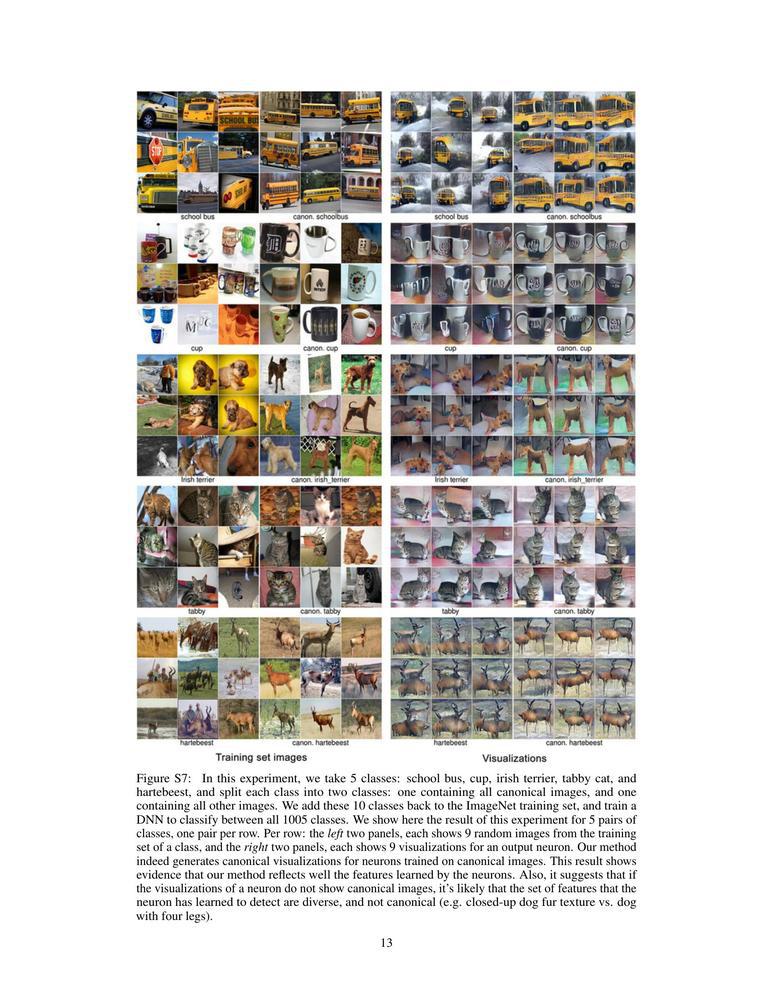 SCHOOL BUS
STOP
school bus
canon. schoolbus
school bus
canon. schoolbus
cup
canon. cup
cup
canon. cup
Irish terrier
canon. irish_terrier
Irish terrier
canon. irish_terrier
tabby
canon. tabby
tabby
canon. tabby
hartebeest
canon. hartebeest
hartebeest
canon. hartebeest
Training set images
Visualizations
Figure S7: In this experiment, we take 5 classes: school bus, cup, irish terrier, tabby cat, and
hartebeest, and split each class into two classes: one containing all canonical images, and one
containing all other images. We add these 10 classes back to the ImageNet training set, and train a
DNN to classify between all 1005 classes. We show here the result of this experiment for 5 pairs of
classes, one pair per row. Per row: the left two panels, each shows 9 random images from the training
set of a class, and the right two panels, each shows 9 visualizations for an output neuron. Our method
indeed generates canonical visualizations for neurons trained on canonical images. This result shows
evidence that our method reflects well the features learned by the neurons. Also, it suggests that if
the visualizations of a neuron do not show canonical images, it's likely that the set of features that the
neuron has learned to detect are diverse, and not canonical (e.g. closed-up dog fur texture vs. dog
with four legs).
13